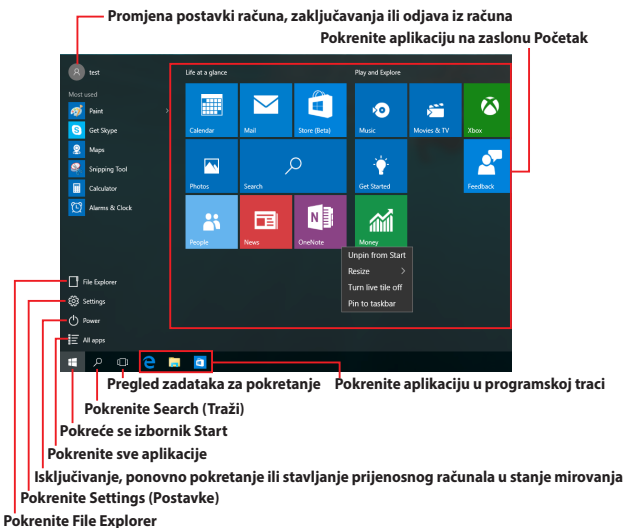 Promjena postavki računa, zaključavanja ili odjava iz računa
Pokrenite aplikaciju na zaslonu Početak
test
Life at a glance
Play and Explore
Most used
Paint
Get Skype
Maps
Snipping Tool
Calculator
Alarms & Clock
Calendar
Mail
Store (Beta)
Music
Movies & TV
Xbox
Photos
Search
Get Started
Feedback
People
News
OneNote
Money
Unpin from Start
Resize
Turn live tile off
Pin to taskbar
File Explorer
Settings
Power
All apps
Pregled zadataka za pokretanje
Pokrenite aplikaciju u programskoj traci
Pokrenite Search (Traži)
Pokreće se izbornik Start
Pokrenite sve aplikacije
Isključivanje, ponovno pokretanje ili stavljanje prijenosnog računala u stanje mirovanja
Pokrenite Settings (Postavke)
Pokrenite File Explorer